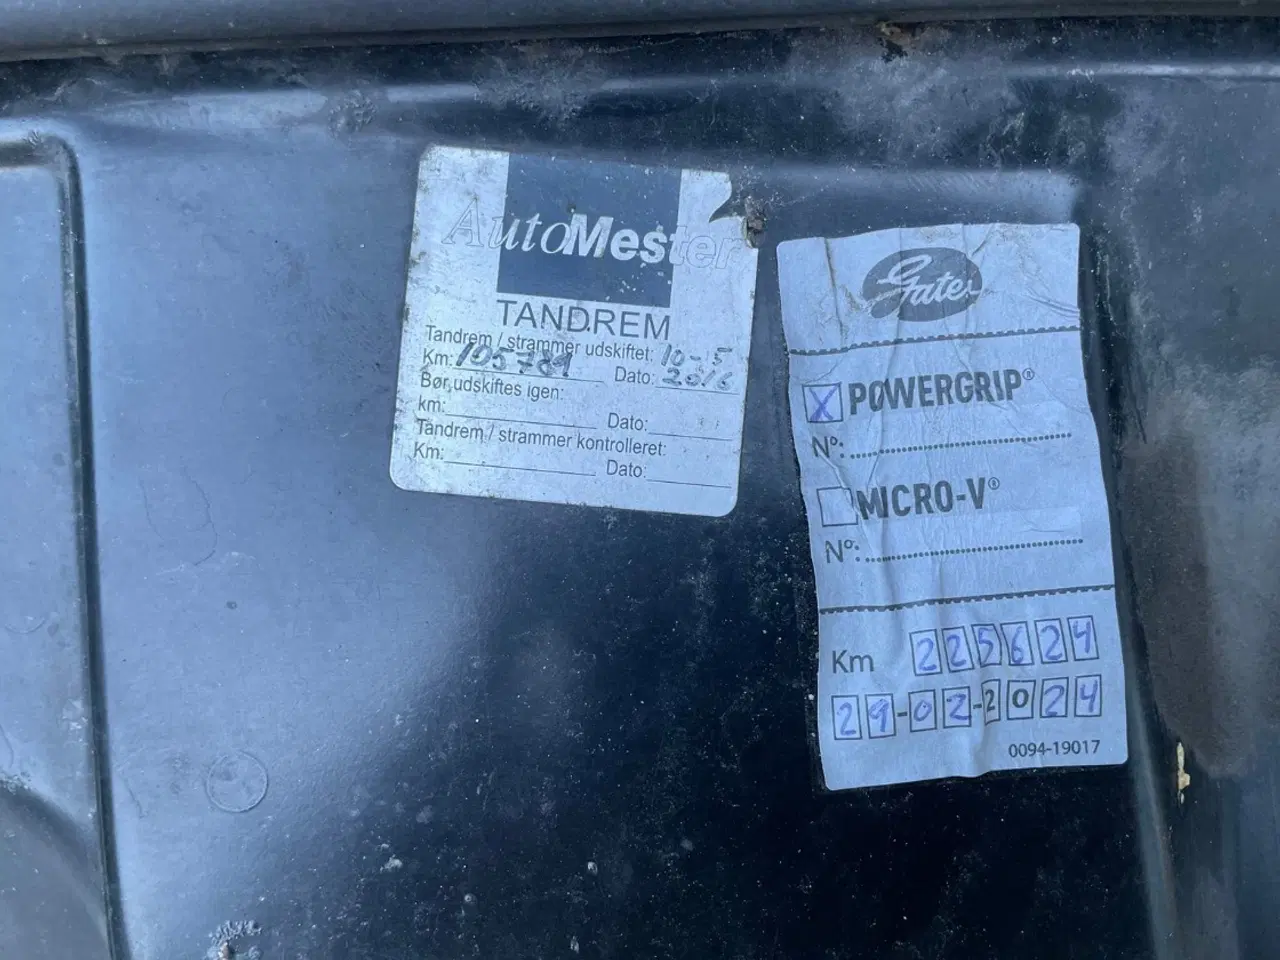 AutoMester
TANDREM
Tandrem / strammer udskiftet: 10-5
Km: 105789 Dato: 2016
Bør udskiftes igen:
km: Dato:
Tandrem / strammer kontrolleret:
Km: Dato:
Gates
X POWERGRIP®
Nº:
MICRO-V®
Nº:
Km 225624
29-02-2024
0094-19017